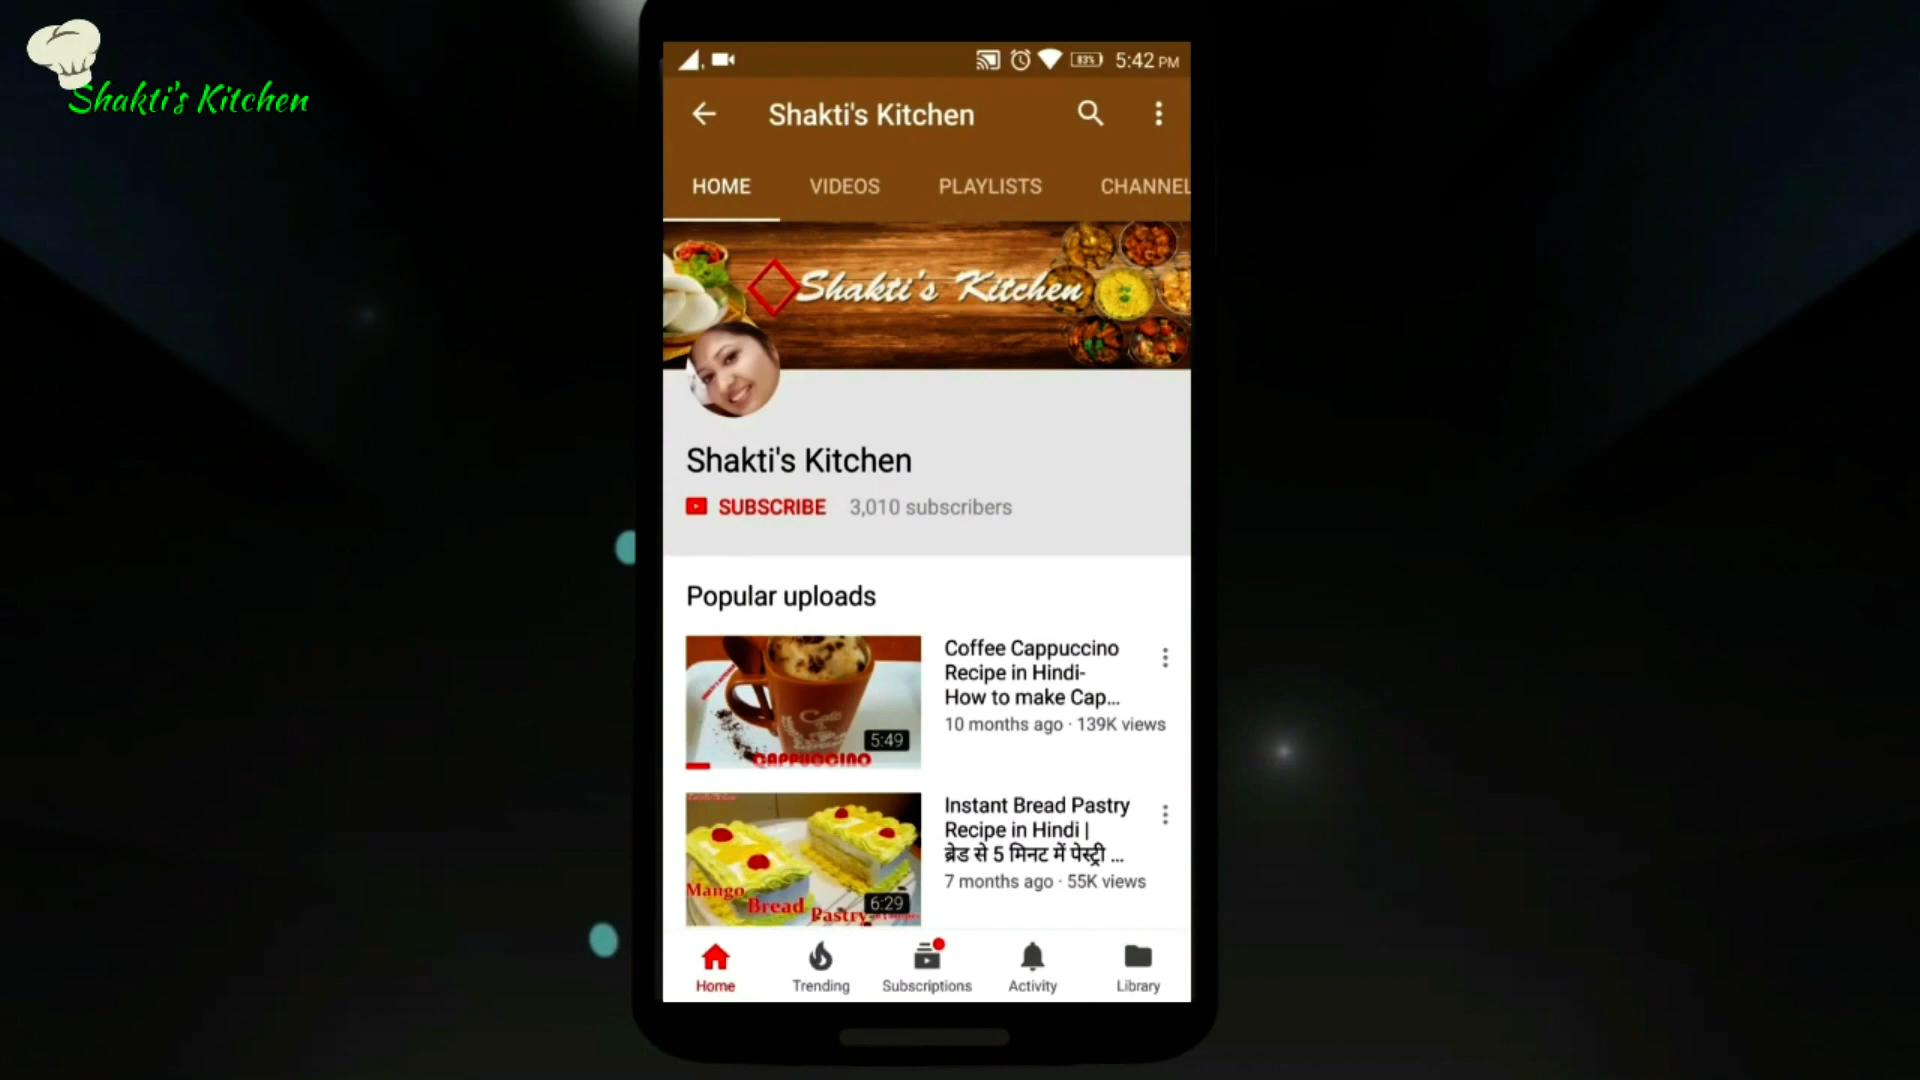 Shakti's Kitchen
83% 5:42 PM
Shakti's Kitchen
HOME VIDEOS PLAYLISTS CHANNEL
Shakti's Kitchen
Shakti's Kitchen
SUBSCRIBE 3,010 subscribers
Popular uploads
Coffee Cappuccino
Recipe in Hindi-
How to make Cap...
10 months ago · 139K views
5:49
CAPPUCCINO
Instant Bread Pastry
Recipe in Hindi |
ब्रेड से 5 मिनट में पेस्ट्री ...
7 months ago · 55K views
Mango
Bread Pastry
6:29
Home Trending Subscriptions Activity Library